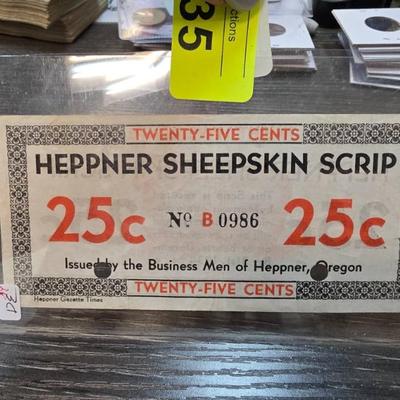 ctions
35
TWENTY-FIVE CENTS
HEPPNER SHEEPSKIN SCRIP
25c Nº B 0986 25c
Issued by the Business Men of Heppner, Oregon
TWENTY-FIVE CENTS
Heppner Gazette Times